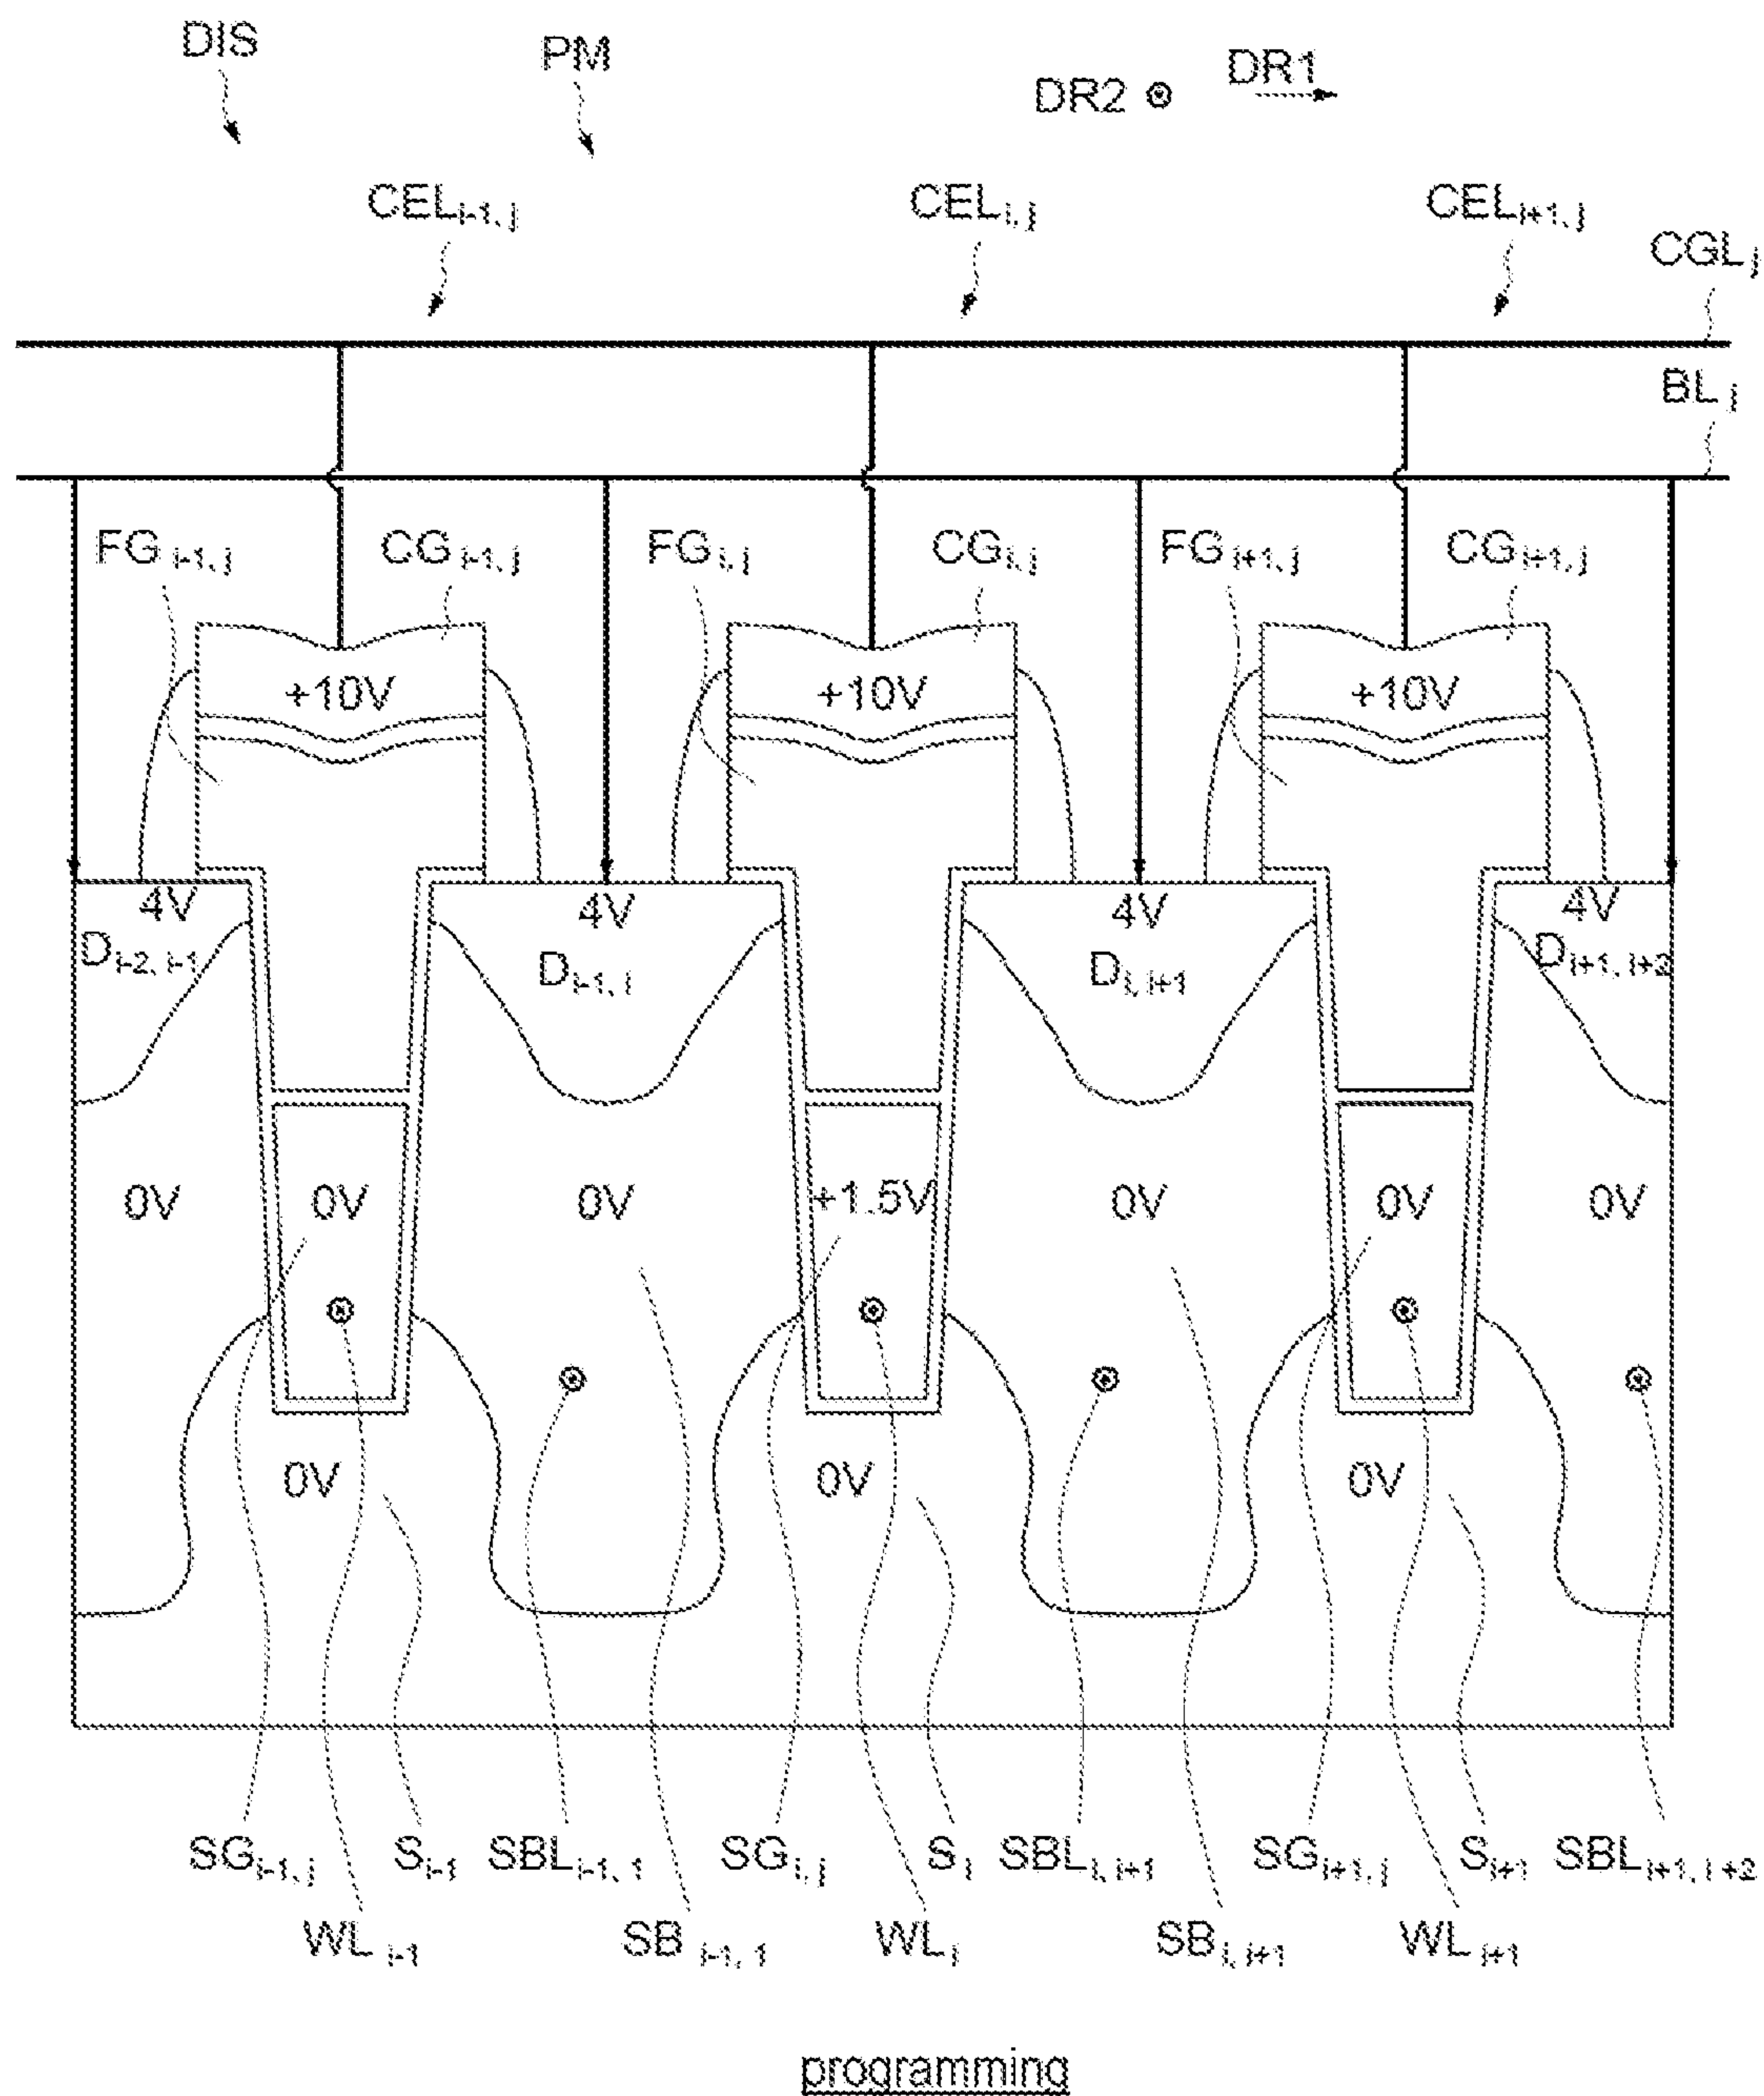 DIS PM DR2 DR1
CEL i-1, j CEL i, j CEL i+1, j
CGL j
BL j
FG i-1, j CG i-1, j FG i, j CG i, j FG i+1, j CG i+1, j
+10V +10V +10V
4V 4V 4V 4V
D i-2, i-1 D i-1, i D i, i+1 D i+1, i+2
0V 0V 0V +1.5V 0V 0V 0V
0V 0V 0V
SG i-1, j S i-1 SBL i-1, 1 SG i, j S i SBL i, i+1 SG i+1, j S i+1 SBL i+1, i+2
WL i-1 SB i-1, 1 WL i SB i, i+1 WL i+1
programming